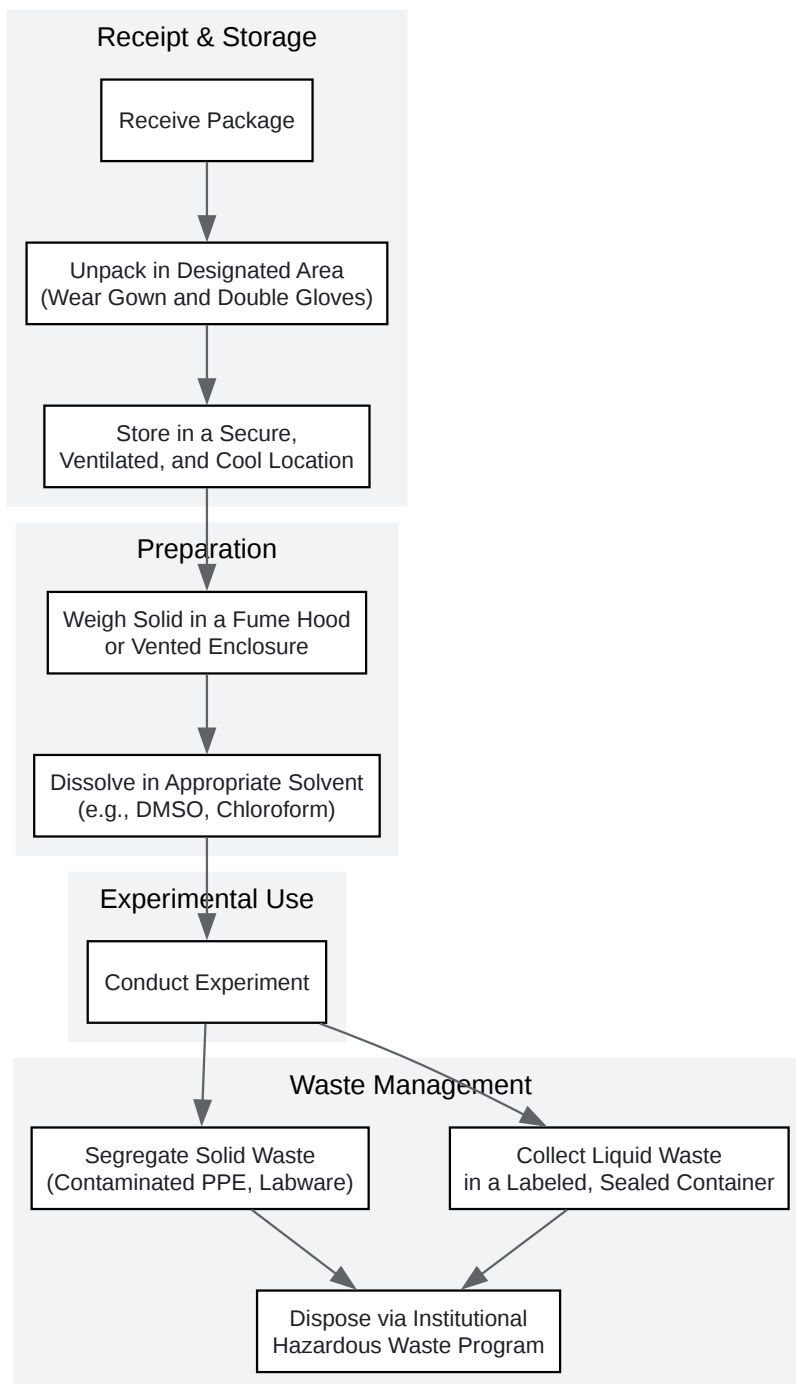 Receipt & Storage
Receive Package
Unpack in Designated Area
(Wear Gown and Double Gloves)
Store in a Secure,
Ventilated, and Cool Location
Preparation
Weigh Solid in a Fume Hood
or Vented Enclosure
Dissolve in Appropriate Solvent
(e.g., DMSO, Chloroform)
Experimental Use
Conduct Experiment
Waste Management
Segregate Solid Waste
(Contaminated PPE, Labware)
Collect Liquid Waste
in a Labeled, Sealed Container
Dispose via Institutional
Hazardous Waste Program